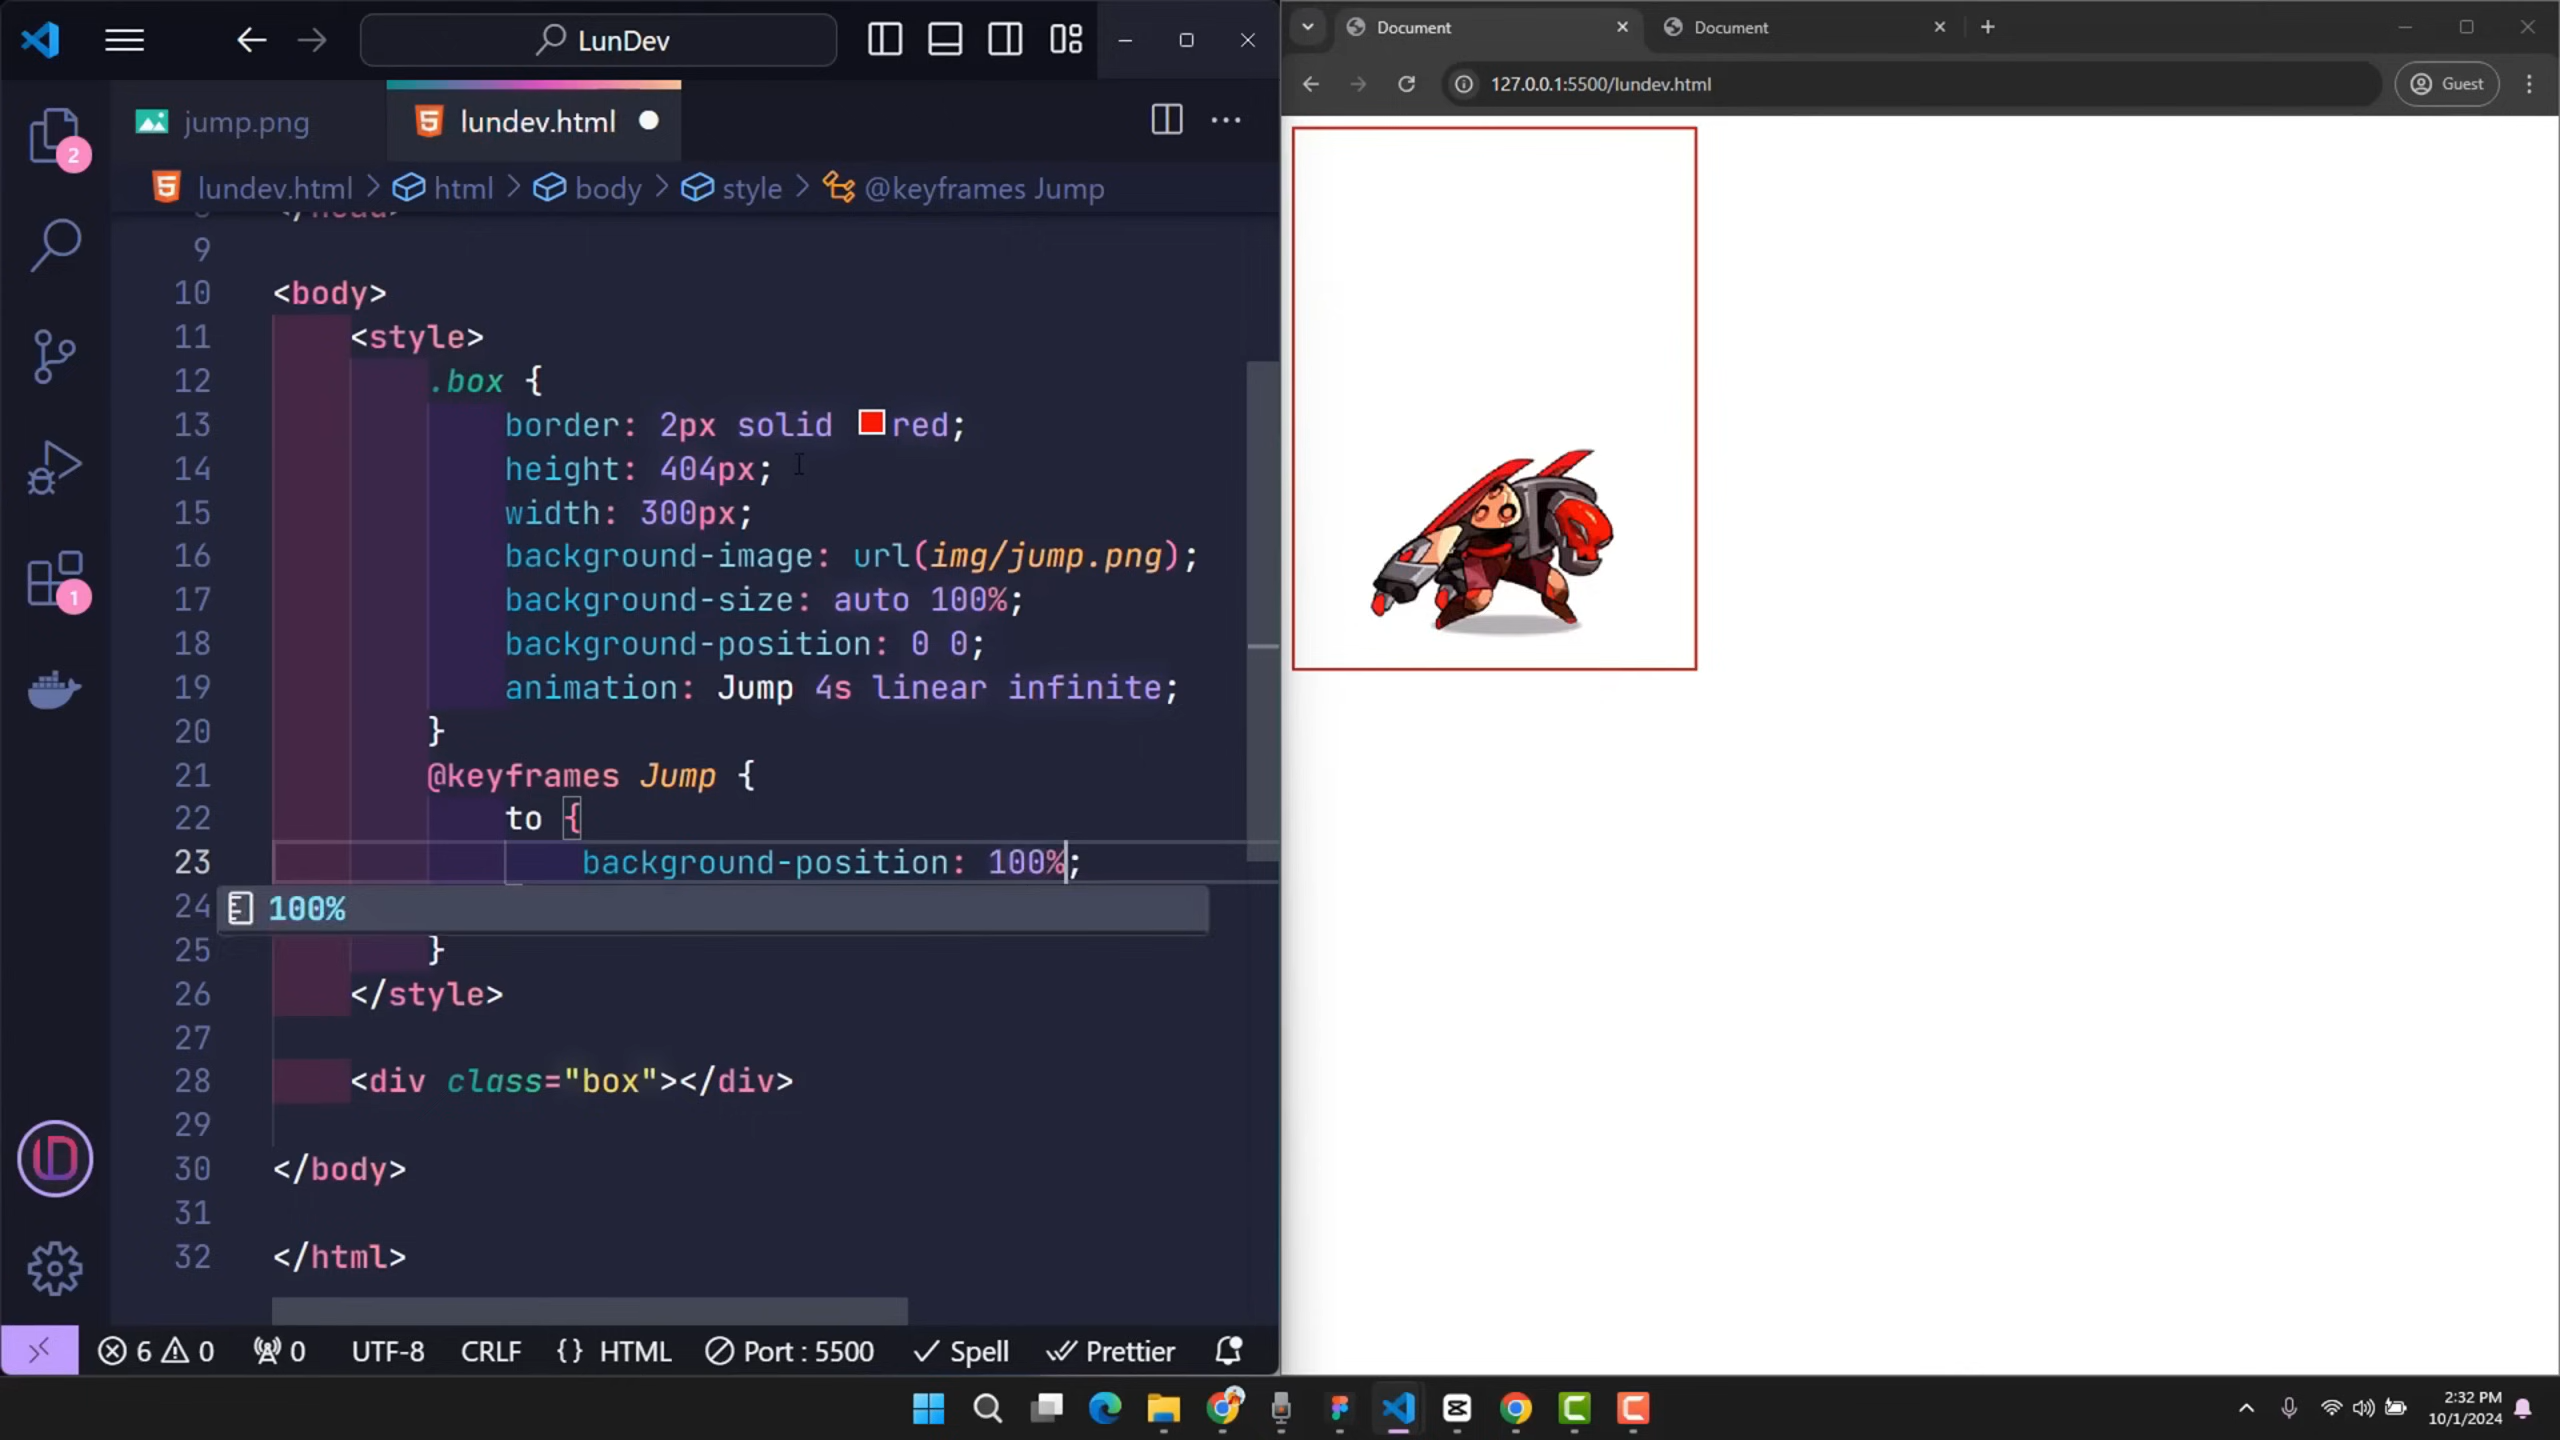 LunDev
jump.png
lundev.html
lundev.html > html > body > style > @keyframes Jump
2
1
9
10 <body>
11 <style>
12 .box {
13 border: 2px solid red;
14 height: 404px;
15 width: 300px;
16 background-image: url(img/jump.png);
17 background-size: auto 100%;
18 background-position: 0 0;
19 animation: Jump 4s linear infinite;
20 }
21 @keyframes Jump {
22 to {
23 background-position: 100%;
24 100%
25 }
26 </style>
27
28 <div class="box"></div>
29
30 </body>
31
32 </html>
6 0 0 UTF-8 CRLF {} HTML Port : 5500 Spell Prettier
Document
Document
127.0.0.1:5500/lundev.html
Guest
2:32 PM
10/1/2024